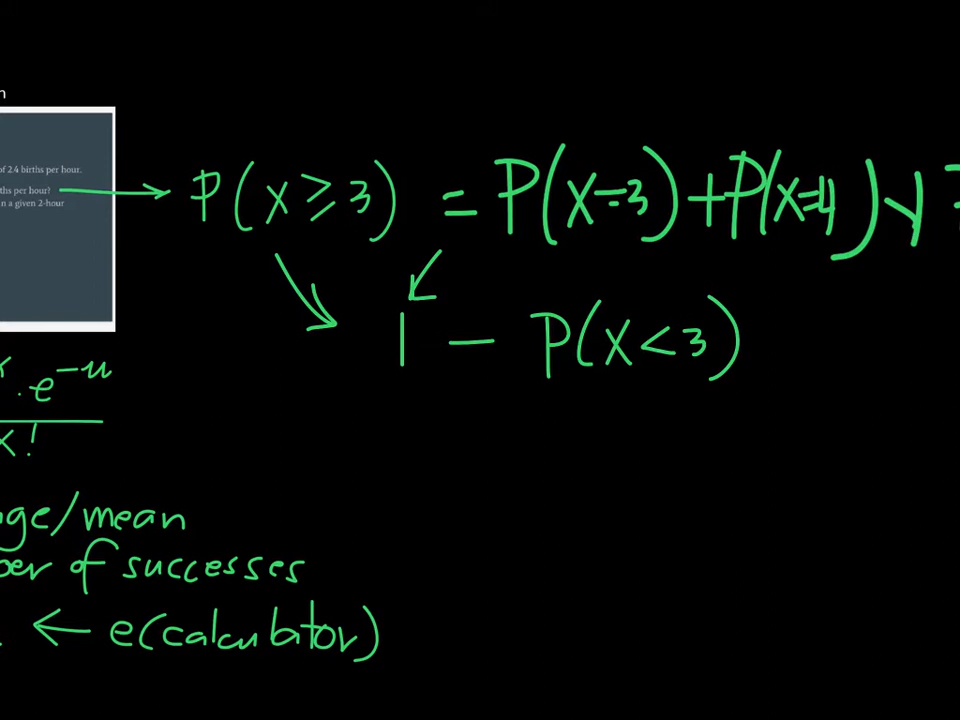 n
of 2.4 births per hour.
ths per hour?
n a given 2-hour
P(X≥3) = P(X=3)+P(X=4)
1 - P(X<3)
x · e^-μ
x!
age/mean
ber of successes
← e(calculator)